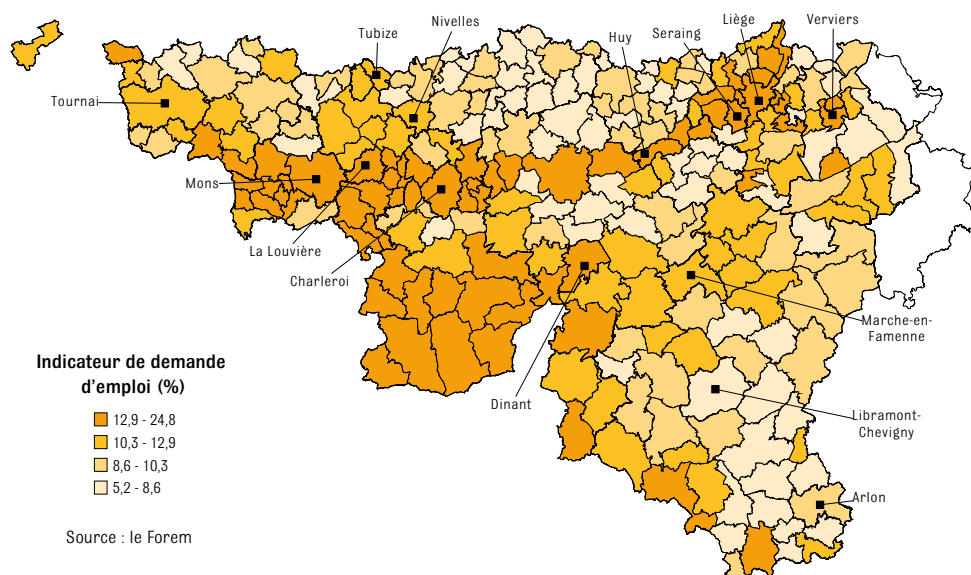 Nivelles
Tubize
Huy
Seraing
Liège
Verviers
Tournai
Mons
La Louvière
Charleroi
Marche-en-
Famenne
Dinant
Libramont-
Chevigny
Arlon
Indicateur de demande
d'emploi (%)
12,9 - 24,8
10,3 - 12,9
8,6 - 10,3
5,2 - 8,6
Source : le Forem